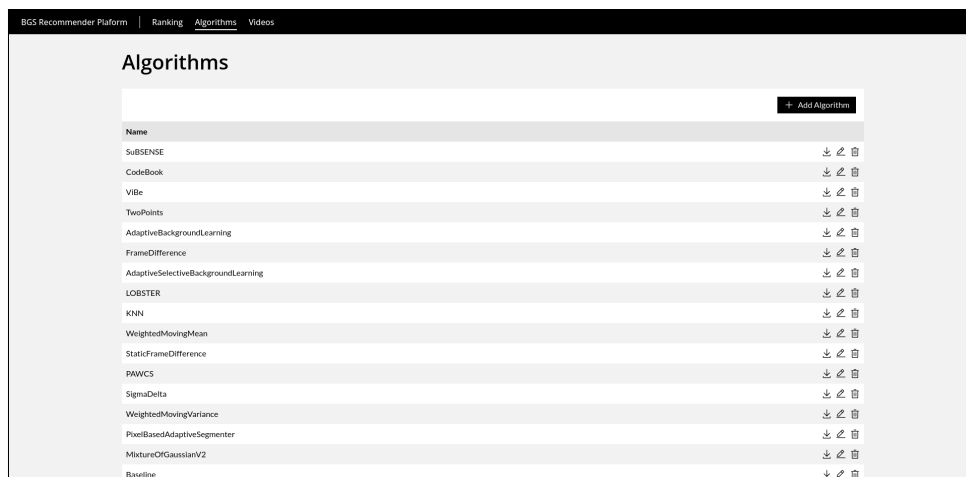 BGS Recommender Plaform Ranking Algorithms Videos
Algorithms
+ Add Algorithm
Name
SuBSENSE
CodeBook
ViBe
TwoPoints
AdaptiveBackgroundLearning
FrameDifference
AdaptiveSelectiveBackgroundLearning
LOBSTER
KNN
WeightedMovingMean
StaticFrameDifference
PAWCS
SigmaDelta
WeightedMovingVariance
PixelBasedAdaptiveSegmenter
MixtureOfGaussianV2
Baseline